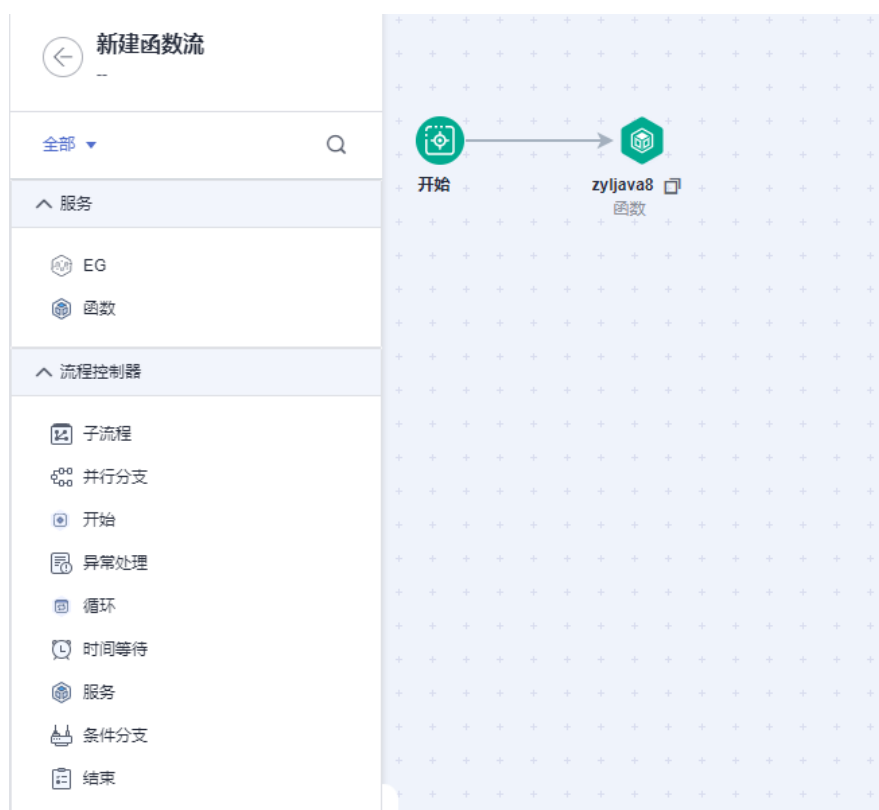 新建函数流
--
全部
服务
EG
函数
流程控制器
子流程
并行分支
开始
异常处理
循环
时间等待
服务
条件分支
结束
开始
zyljava8
函数